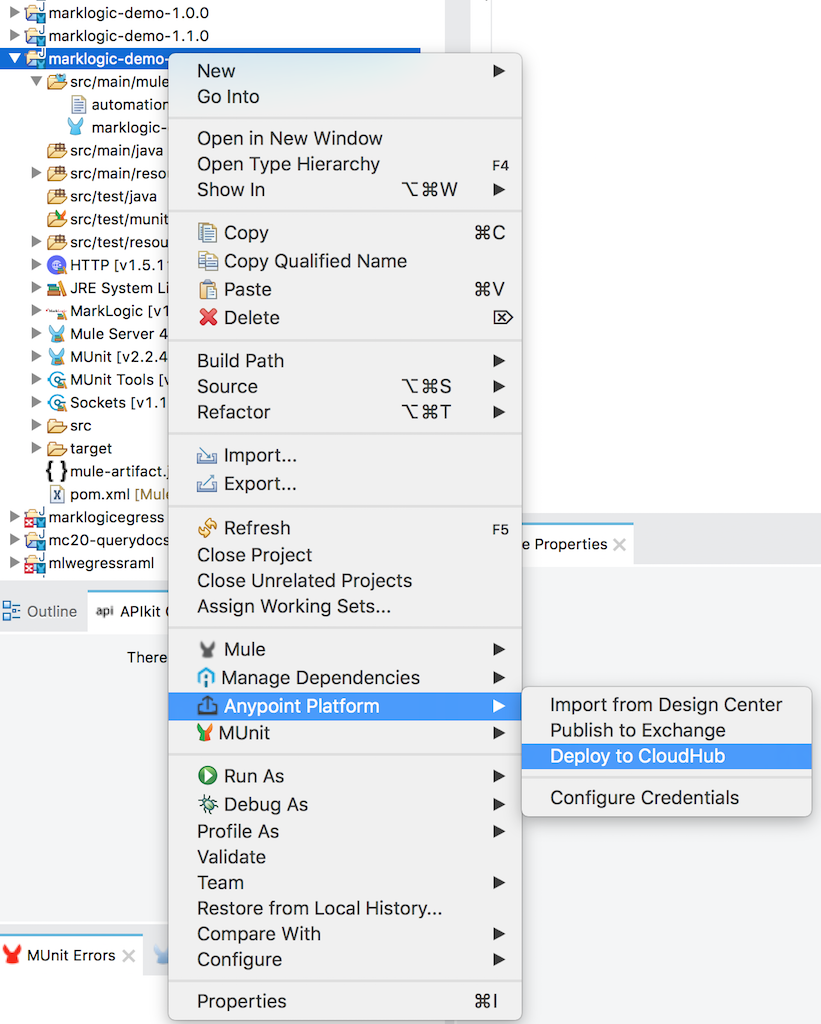 marklogic-demo-1.0.0
marklogic-demo-1.1.0
marklogic-demo-
src/main/mule
automation
marklogic-
src/main/java
src/main/reso
src/test/java
src/test/munit
src/test/resou
HTTP [v1.5.1
JRE System Li
MarkLogic [v1
Mule Server 4
MUnit [v2.2.4
MUnit Tools [v
Sockets [v1.1
src
target
mule-artifact.j
pom.xml [Mule
marklogicegress
mc20-querydocs
mlwegressraml
Outline
api APIkit C
There
MUnit Errors
New
Go Into
Open in New Window
Open Type Hierarchy F4
Show In ⌥⌘W
Copy ⌘C
Copy Qualified Name
Paste ⌘V
Delete ⌦
Build Path
Source ⌥⌘S
Refactor ⌥⌘T
Import...
Export...
Refresh F5
Close Project
Close Unrelated Projects
Assign Working Sets...
Mule
Manage Dependencies
Anypoint Platform
MUnit
Run As
Debug As
Profile As
Validate
Team
Restore from Local History...
Compare With
Configure
Properties ⌘I
e Properties
Import from Design Center
Publish to Exchange
Deploy to CloudHub
Configure Credentials